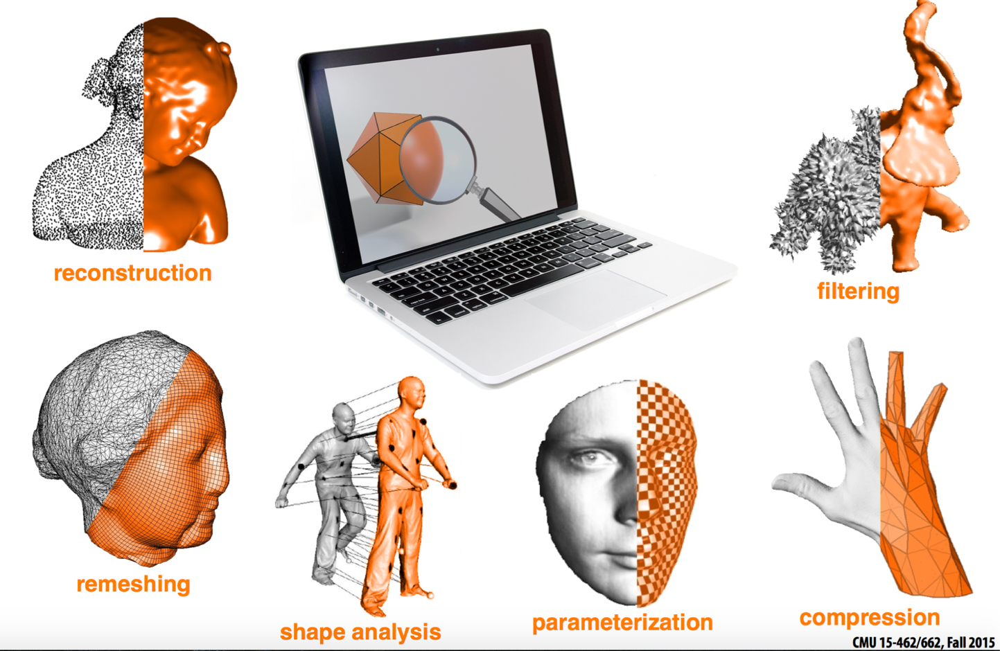 reconstruction
filtering
remeshing
shape analysis
parameterization
compression
CMU 15-462/662, Fall 2015